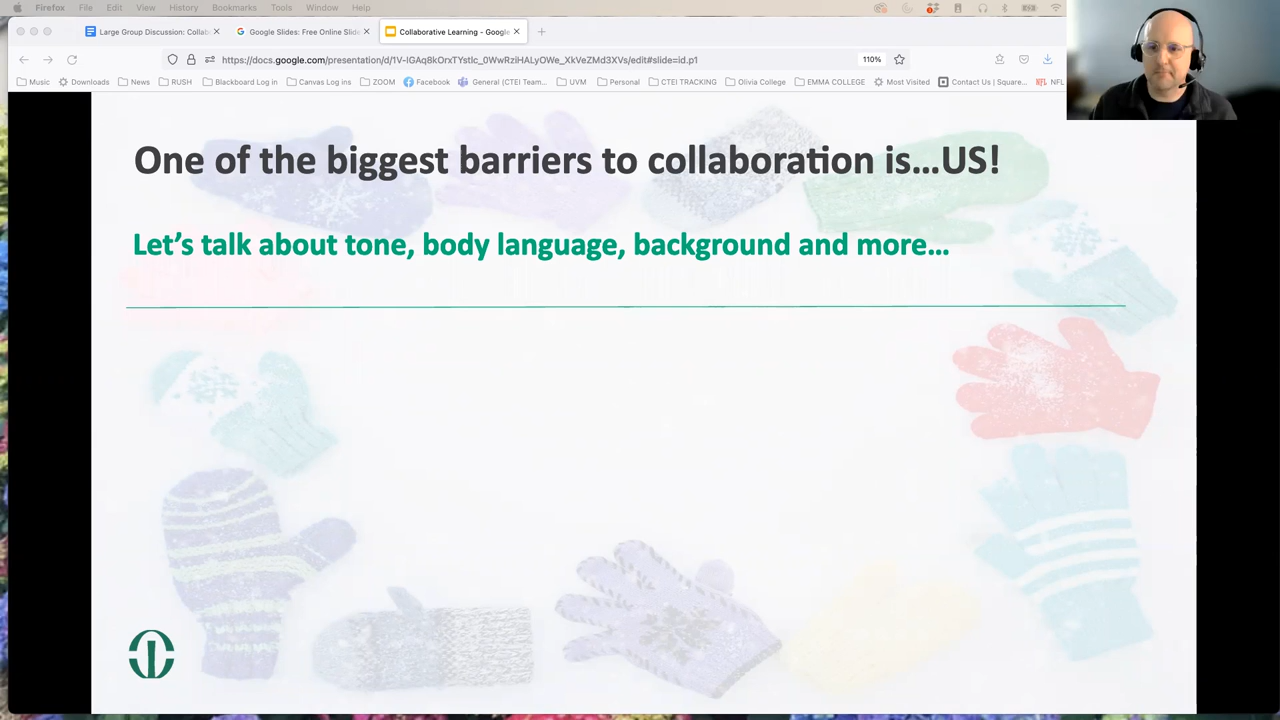 Firefox File Edit View History Bookmarks Tools Window Help
Large Group Discussion: Collab Google Slides: Free Online Slide Collaborative Learning - Google
https://docs.google.com/presentation/d/1V-IGAq8kOrxTYstIc_0WwRziHALyOWe_XkVeZMd3XVs/edit#slide=id.p1 110%
Music Downloads News RUSH Blackboard Log in Canvas Log ins ZOOM Facebook General (CTEI Team... UVM Personal CTEI TRACKING Olivia College EMMA COLLEGE Most Visited Contact Us | Square... NFL
One of the biggest barriers to collaboration is...US!
Let's talk about tone, body language, background and more...